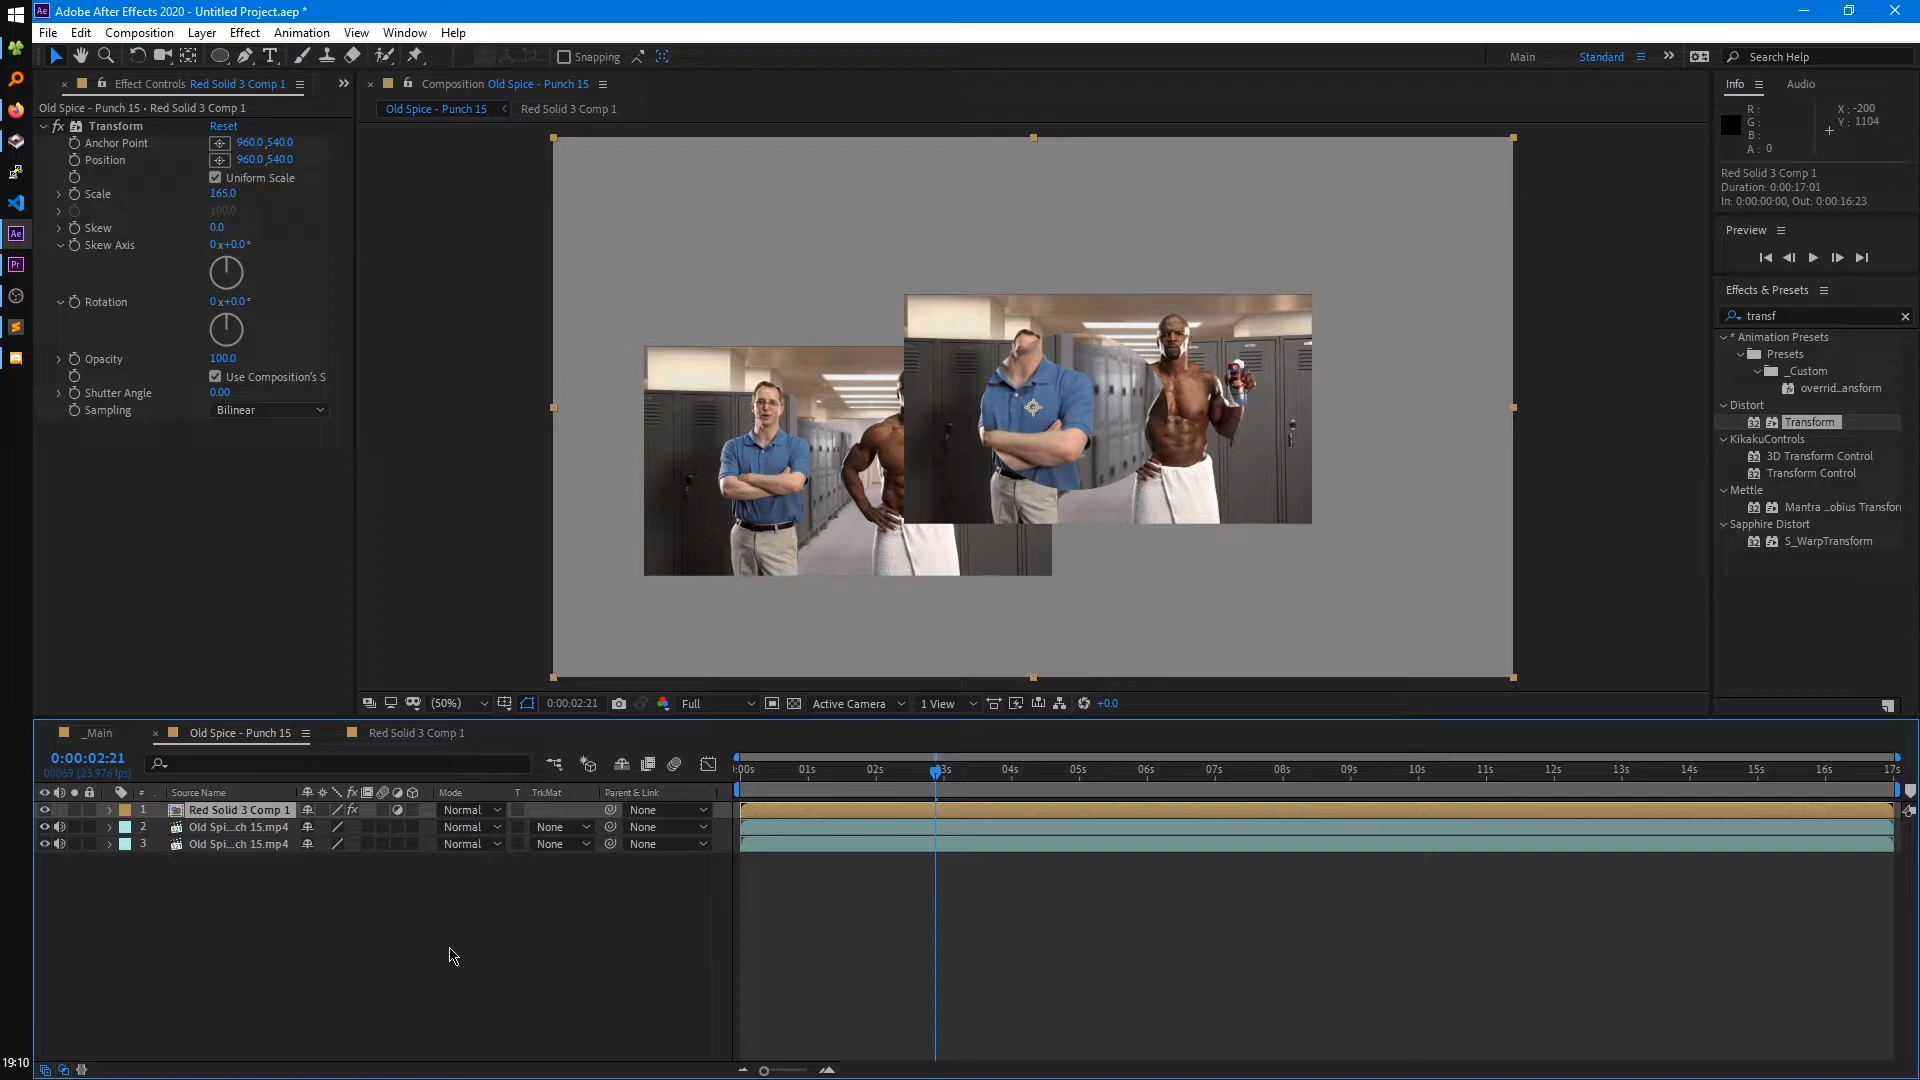 Adobe After Effects 2020 - Untitled Project.aep *
File Edit Composition Layer Effect Animation View Window Help
Snapping Main Standard Search Help
Effect Controls Red Solid 3 Comp 1
Composition Old Spice - Punch 15
Info Audio
Old Spice - Punch 15 • Red Solid 3 Comp 1
Old Spice - Punch 15 Red Solid 3 Comp 1
R : X : -200
G : Y : 1104
B :
A : 0
Transform Reset
Anchor Point 960.0,540.0
Position 960.0,540.0
Uniform Scale
Scale 165.0
100.0
Skew 0.0
Skew Axis 0 x+0.0 °
Rotation 0 x+0.0 °
Opacity 100.0
Use Composition's S
Shutter Angle 0.00
Sampling Bilinear
Red Solid 3 Comp 1
Duration: 0:00:17:01
In: 0:00:00:00, Out: 0:00:16:23
Preview
Effects & Presets
transf
* Animation Presets
Presets
_Custom
overrid...ansform
Distort
Transform
KikakuControls
3D Transform Control
Transform Control
Mettle
Mantra ...obius Transfor
Sapphire Distort
S_WarpTransform
(50%) 0:00:02:21 Full Active Camera 1 View +0.0
_Main Old Spice - Punch 15 Red Solid 3 Comp 1
0:00:02:21
00069 (23.976 fps)
:00s 01s 02s 03s 04s 05s 06s 07s 08s 09s 10s 11s 12s 13s 14s 15s 16s 17s
# Source Name Mode T .TrkMat Parent & Link
1 Red Solid 3 Comp 1 Normal None
2 Old Spi...ch 15.mp4 Normal None None
3 Old Spi...ch 15.mp4 Normal None None
19:10